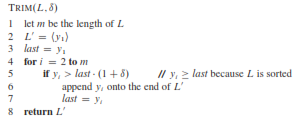 TRIM(L, δ)
1 let m be the length of L
2 L′ = ⟨y₁⟩
3 last = y₁
4 for i = 2 to m
5 if yᵢ > last · (1 + δ) // yᵢ ≥ last because L is sorted
6 append yᵢ onto the end of L′
7 last = yᵢ
8 return L′